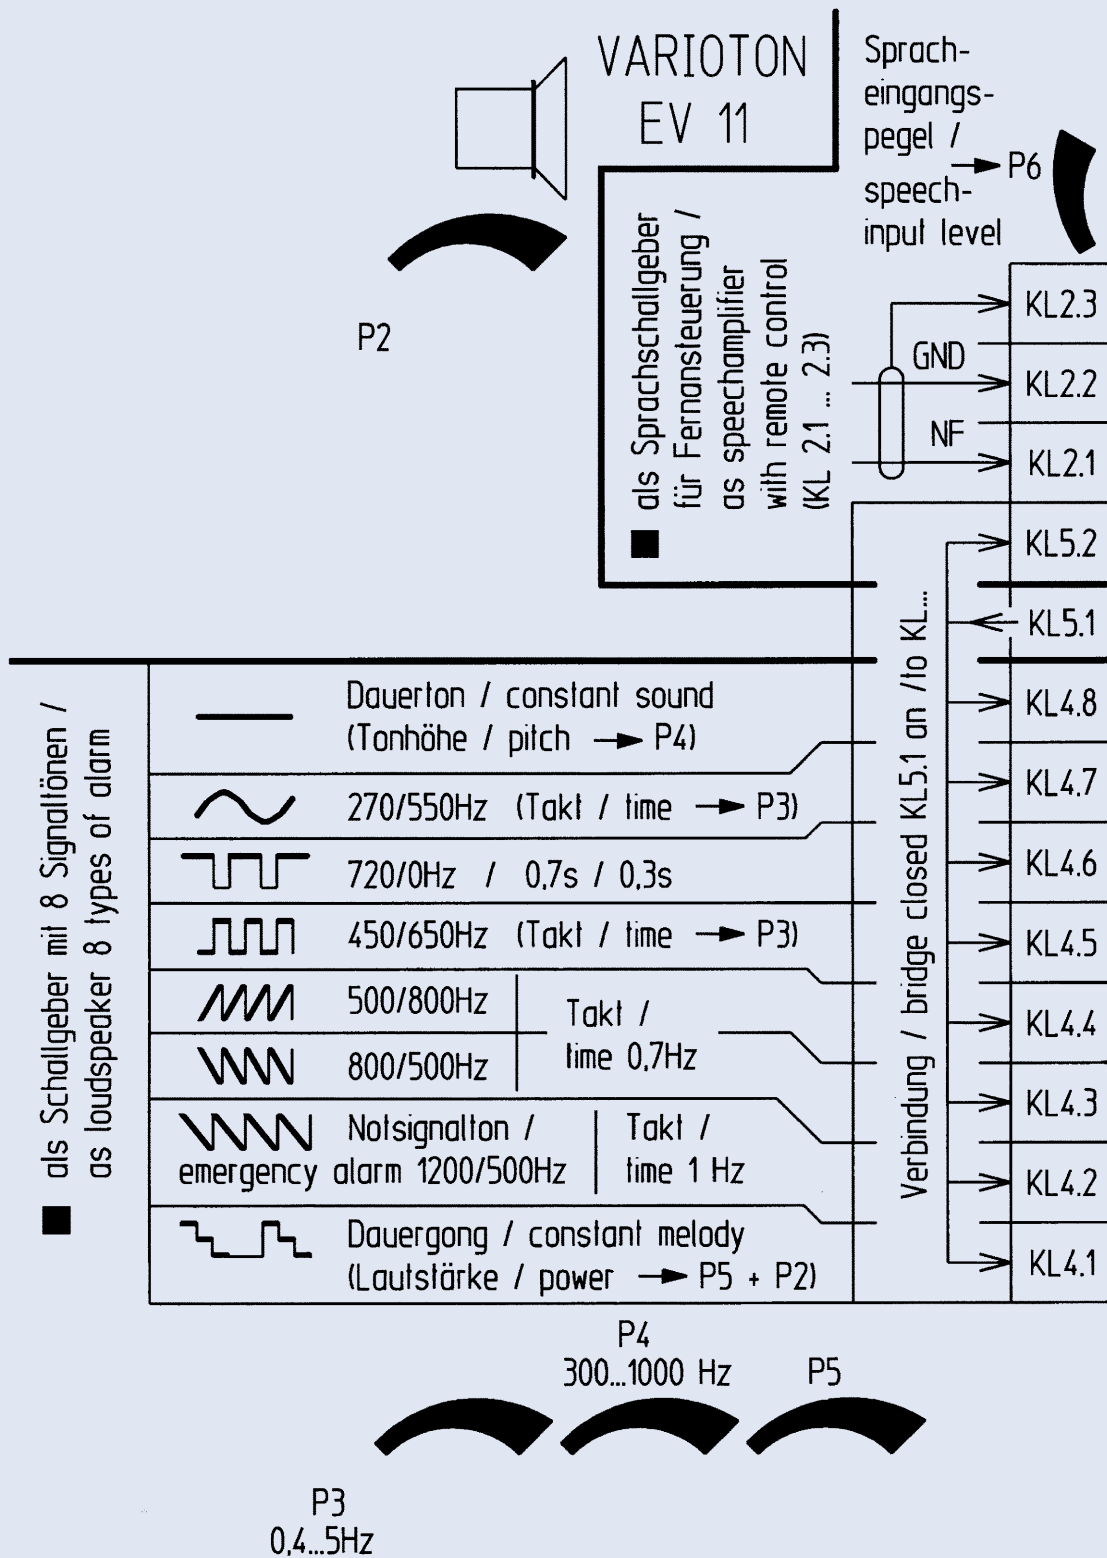 VARIOTON
EV 11
Sprach-
eingangs-
pegel /
P6
speech-
input level
P2
als Sprachschallgeber
für Fernansteuerung /
as speechamplifier
with remote control
(KL 2.1 ... 2.3)
GND
NF
KL2.3
KL2.2
KL2.1
KL5.2
KL5.1
KL4.8
KL4.7
KL4.6
KL4.5
KL4.4
KL4.3
KL4.2
KL4.1
Verbindung / bridge closed KL5.1 an /to KL...
als Schallgeber mit 8 Signaltönen /
as loudspeaker 8 types of alarm
Dauerton / constant sound
(Tonhöhe / pitch → P4)
270/550Hz (Takt / time → P3)
720/0Hz / 0,7s / 0,3s
450/650Hz (Takt / time → P3)
500/800Hz
800/500Hz
Takt /
time 0,7Hz
Notsignalton /
emergency alarm 1200/500Hz
Takt /
time 1 Hz
Dauergong / constant melody
(Lautstärke / power → P5 + P2)
P4
300...1000 Hz
P5
P3
0,4...5Hz